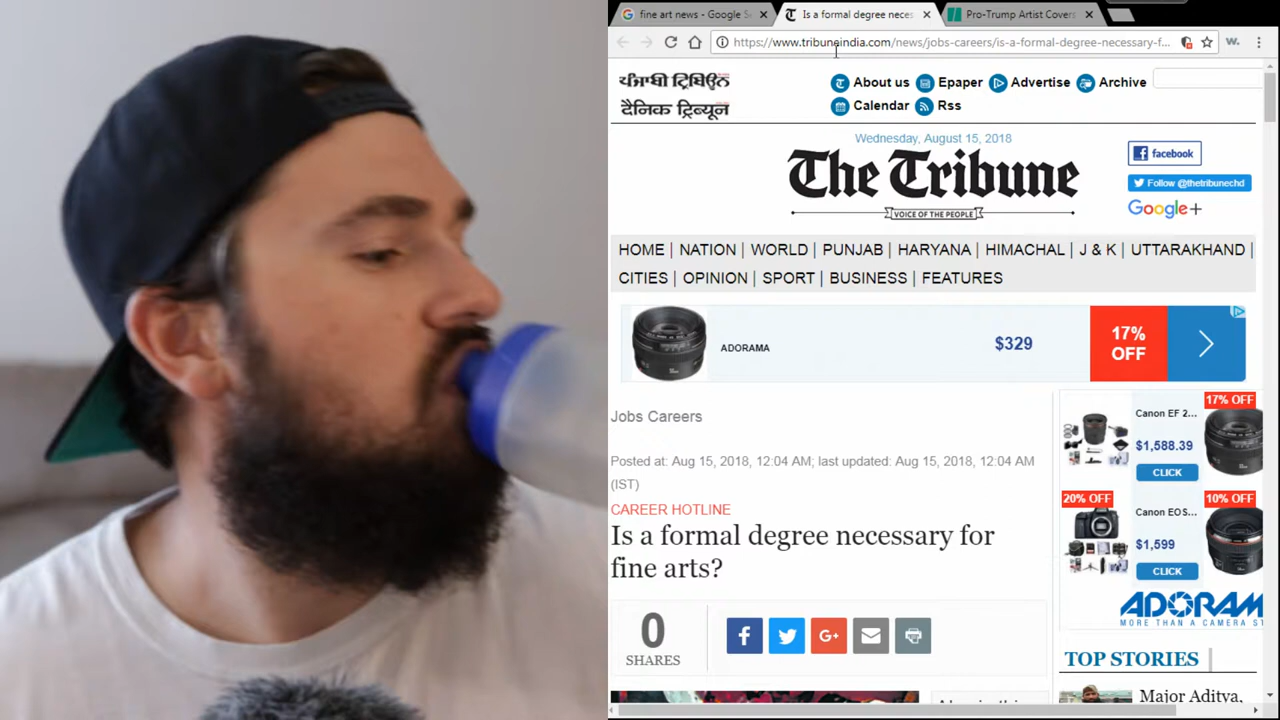 fine art news - Google S
Is a formal degree neces
Pro-Trump Artist Covers
https://www.tribuneindia.com/news/jobs-careers/is-a-formal-degree-necessary-f...
ਪੰਜਾਬੀ ਟ੍ਰਿਬਿਊਨ
दैनिक ट्रिब्यून
About us
Epaper
Advertise
Archive
Calendar
Rss
Wednesday, August 15, 2018
The Tribune
VOICE OF THE PEOPLE
facebook
Follow @thetribunechd
Google+
HOME | NATION | WORLD | PUNJAB | HARYANA | HIMACHAL | J & K | UTTARAKHAND |
CITIES | OPINION | SPORT | BUSINESS | FEATURES
ADORAMA
$329
17%
OFF
Jobs Careers
Posted at: Aug 15, 2018, 12:04 AM; last updated: Aug 15, 2018, 12:04 AM
(IST)
CAREER HOTLINE
Is a formal degree necessary for
fine arts?
0
SHARES
17% OFF
Canon EF 2...
$1,588.39
CLICK
20% OFF
10% OFF
Canon EOS...
$1,599
CLICK
ADORAM
MORE THAN A CAMERA ST
TOP STORIES
Major Aditya,